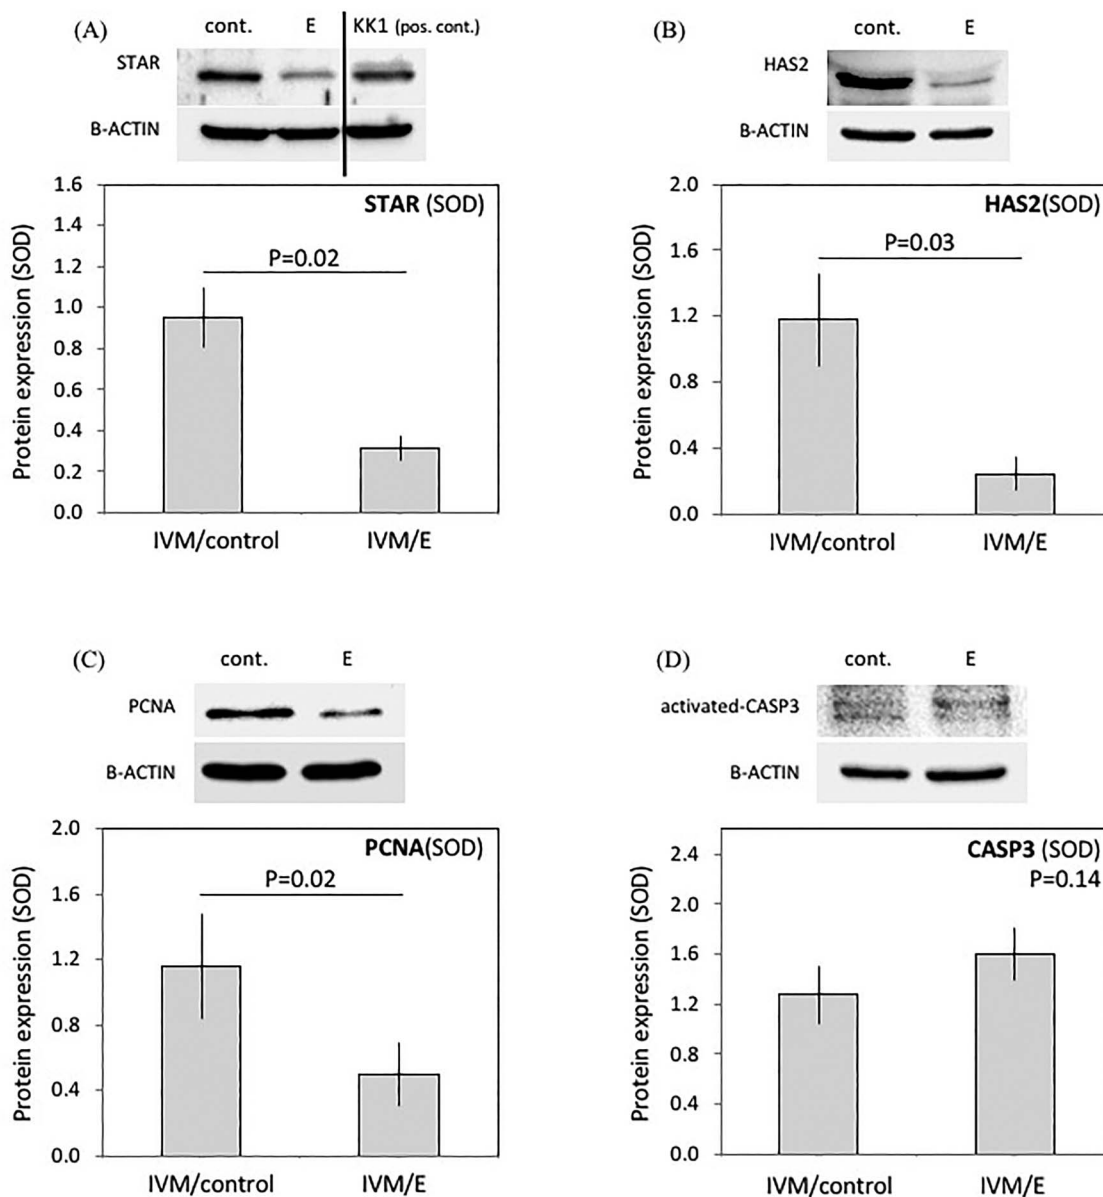 (A) cont. E KK1 (pos. cont.)
STAR
B-ACTIN
STAR (SOD)
P=0.02
Protein expression (SOD)
1.6
1.4
1.2
1.0
0.8
0.6
0.4
0.2
0.0
IVM/control IVM/E
(B) cont. E
HAS2
B-ACTIN
HAS2(SOD)
P=0.03
Protein expression (SOD)
2.0
1.6
1.2
0.8
0.4
0.0
IVM/control IVM/E
(C) cont. E
PCNA
B-ACTIN
PCNA(SOD)
P=0.02
Protein expression (SOD)
2.0
1.6
1.2
0.8
0.4
0.0
IVM/control IVM/E
(D) cont. E
activated-CASP3
B-ACTIN
CASP3 (SOD)
P=0.14
Protein expression (SOD)
2.4
2.0
1.6
1.2
0.8
0.4
0.0
IVM/control IVM/E